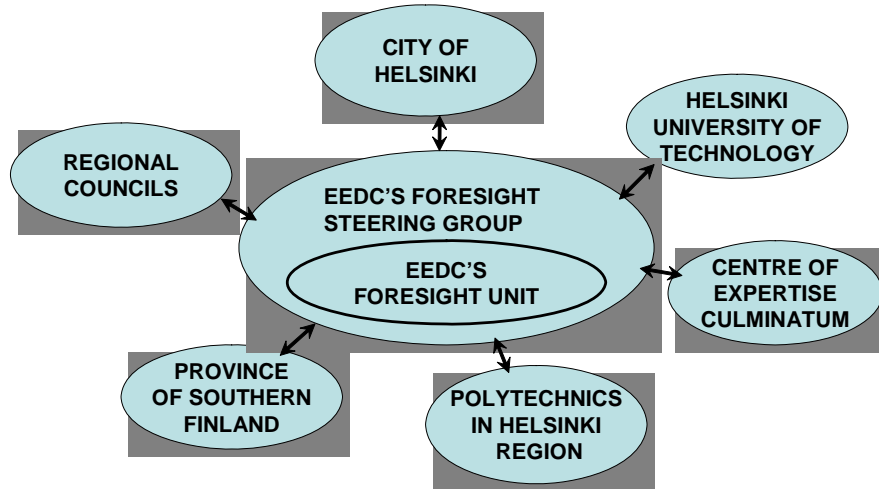 CITY OF
HELSINKI
HELSINKI
UNIVERSITY OF
TECHNOLOGY
REGIONAL
COUNCILS
EEDC’S FORESIGHT
STEERING GROUP
EEDC’S
FORESIGHT UNIT
CENTRE OF
EXPERTISE
CULMINATUM
PROVINCE
OF SOUTHERN
FINLAND
POLYTECHNICS
IN HELSINKI
REGION